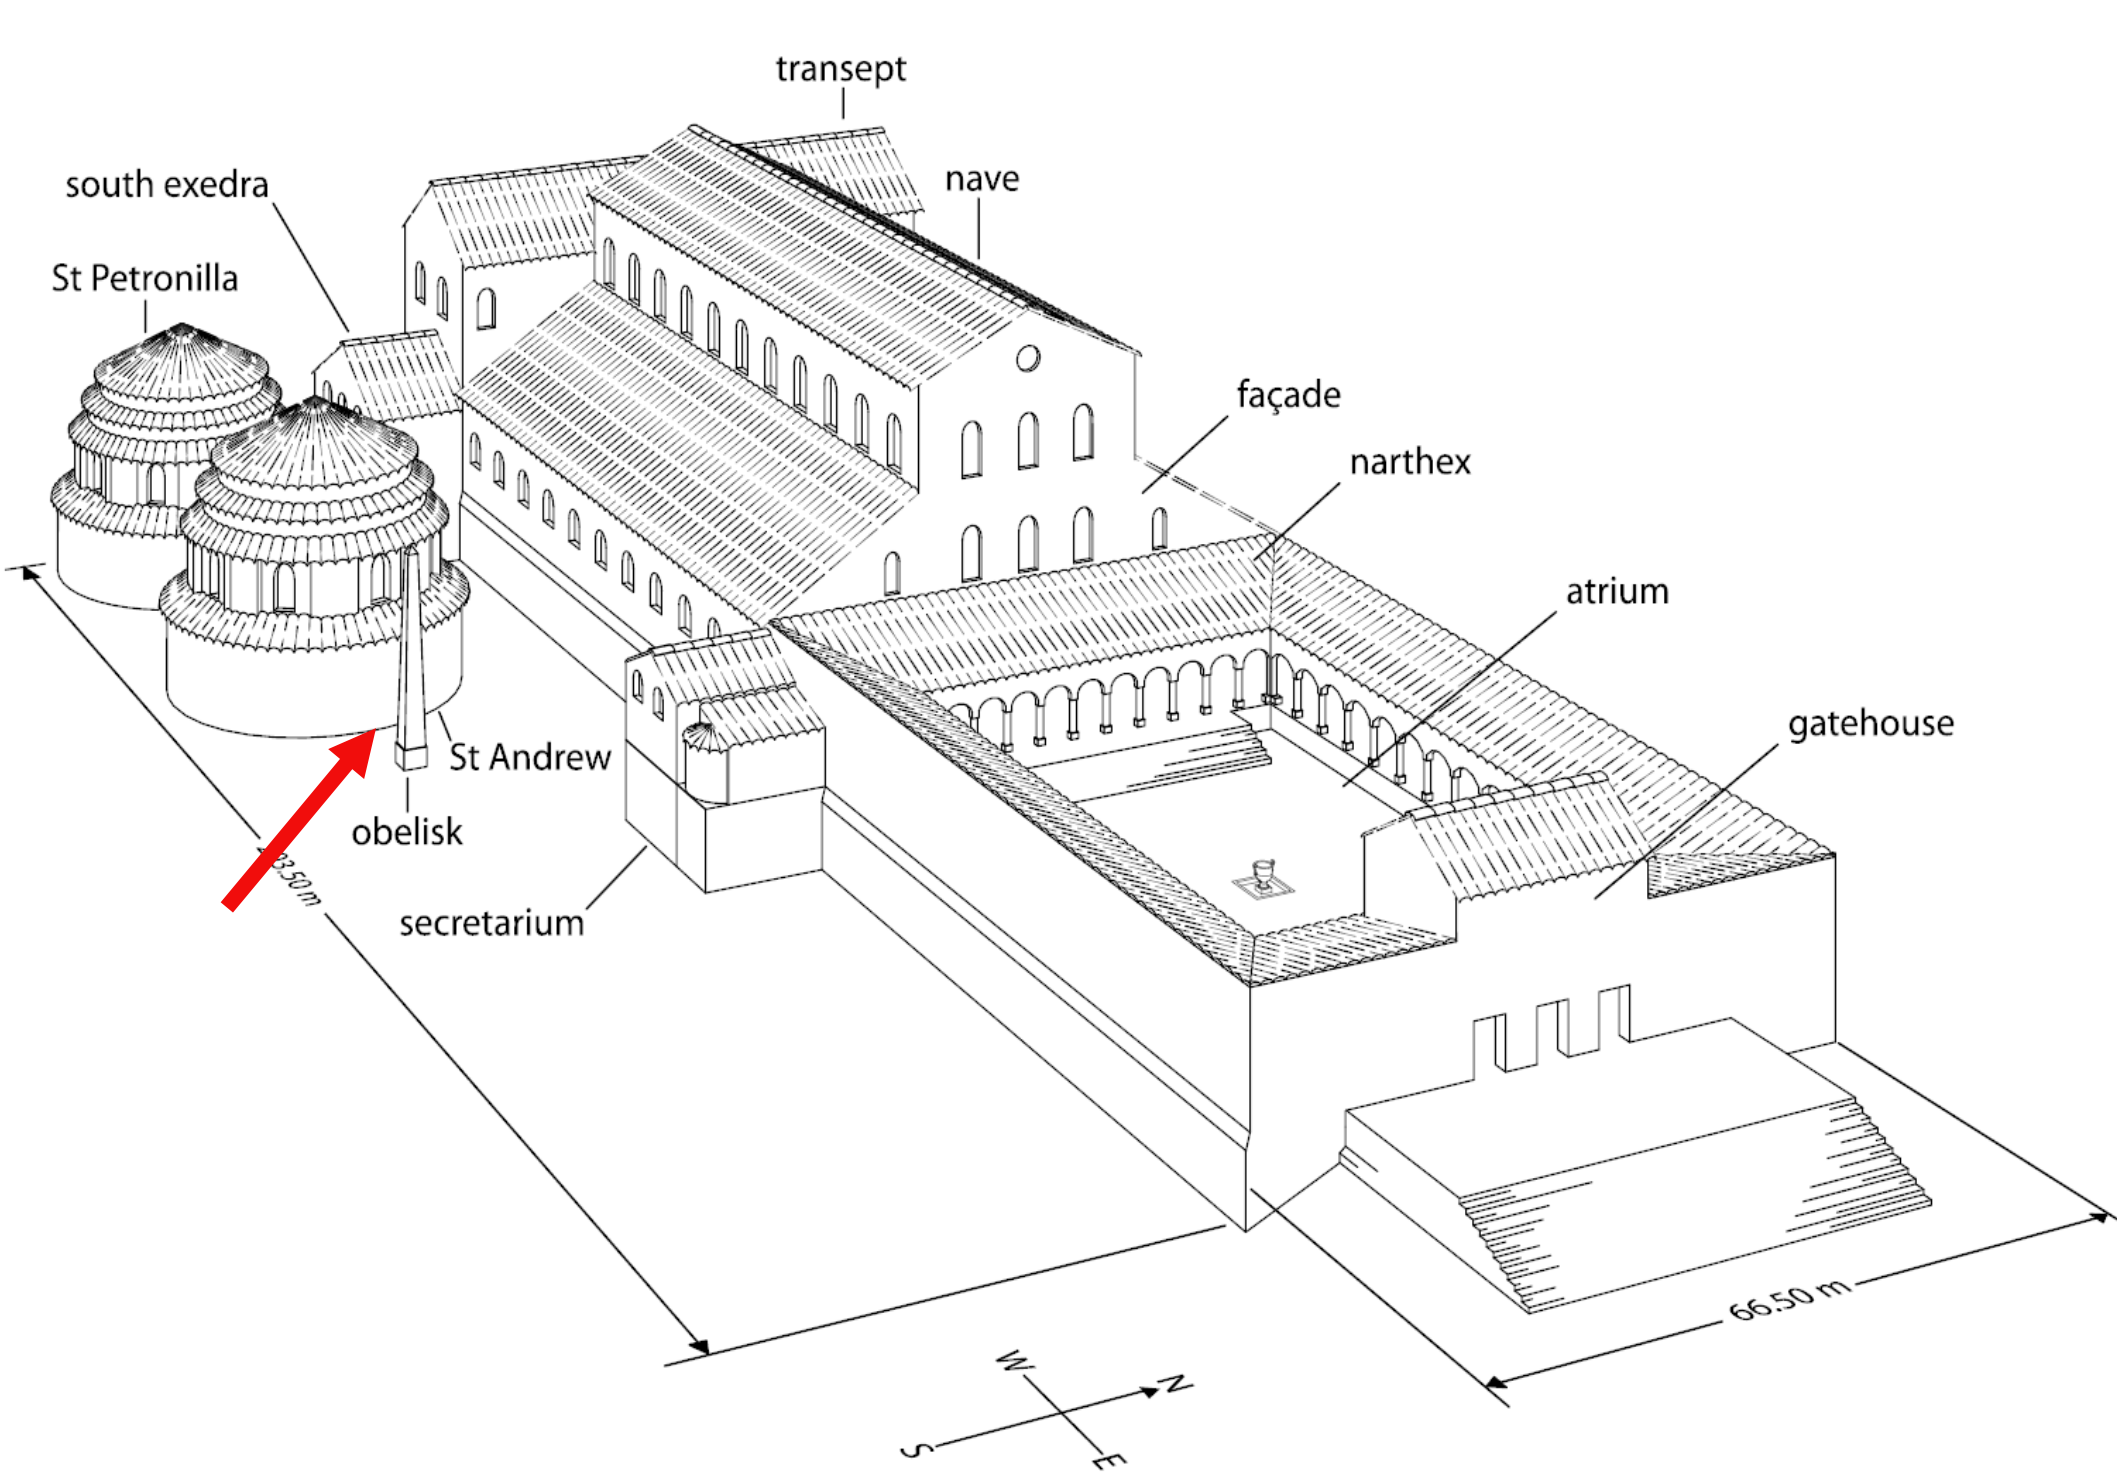 transept
south exedra
nave
St Petronilla
façade
narthex
atrium
gatehouse
St Andrew
obelisk
secretarium
66.50 m
W
N
S
E